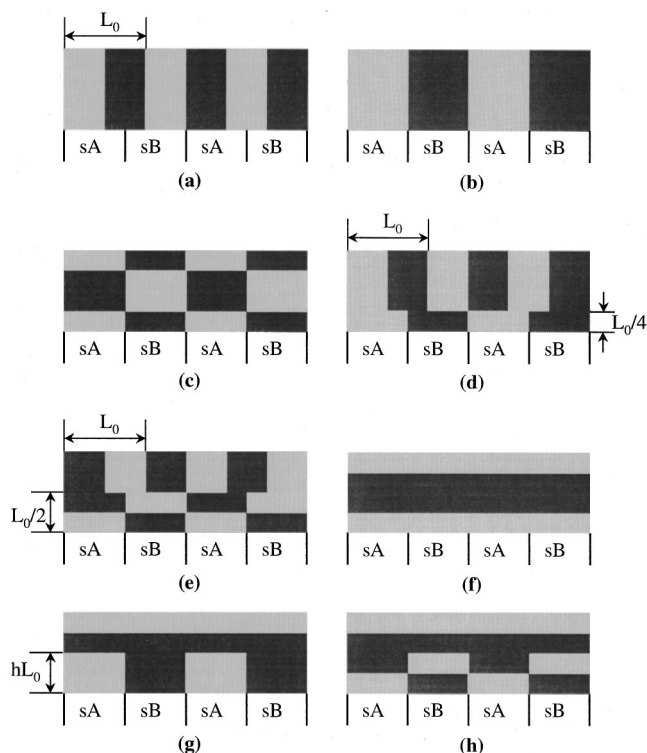 L0
sA sB sA sB
sA sB sA sB
(a)
(b)
L0
L0/4
sA sB sA sB
sA sB sA sB
(c)
(d)
L0
L0/2
sA sB sA sB
sA sB sA sB
(e)
(f)
hL0
sA sB sA sB
sA sB sA sB
(g)
(h)